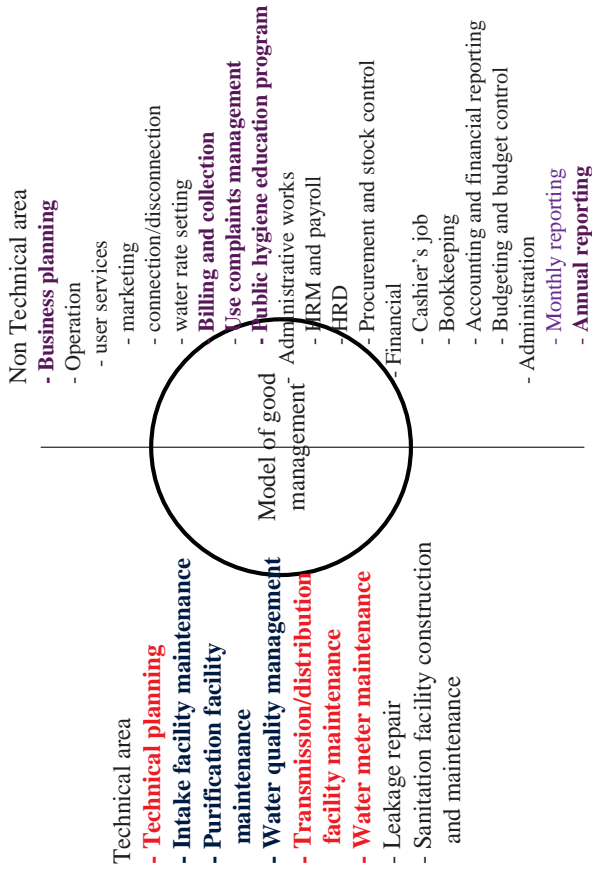 Technical area
- Technical planning
- Intake facility maintenance
- Purification facility
maintenance
- Water quality management
- Transmission/distribution
facility maintenance
- Water meter maintenance
- Leakage repair
- Sanitation facility construction
and maintenance
Model of good
management
Non Technical area
- Business planning
- Operation
- user services
- marketing
- connection/disconnection
- water rate setting
Billing and collection
- Use complaints management
- Public hygiene education program
- Administrative works
- HRM and payroll
- HRD
- Procurement and stock control
- Financial
- Cashier's job
- Bookkeeping
- Accounting and financial reporting
- Budgeting and budget control
- Administration
- Monthly reporting
- Annual reporting